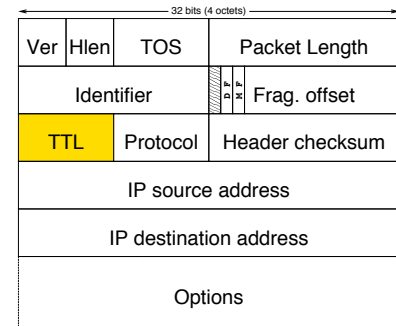 32 bits (4 octets)
Ver Hlen TOS Packet Length
Identifier D F M F Frag. offset
TTL Protocol Header checksum
IP source address
IP destination address
Options